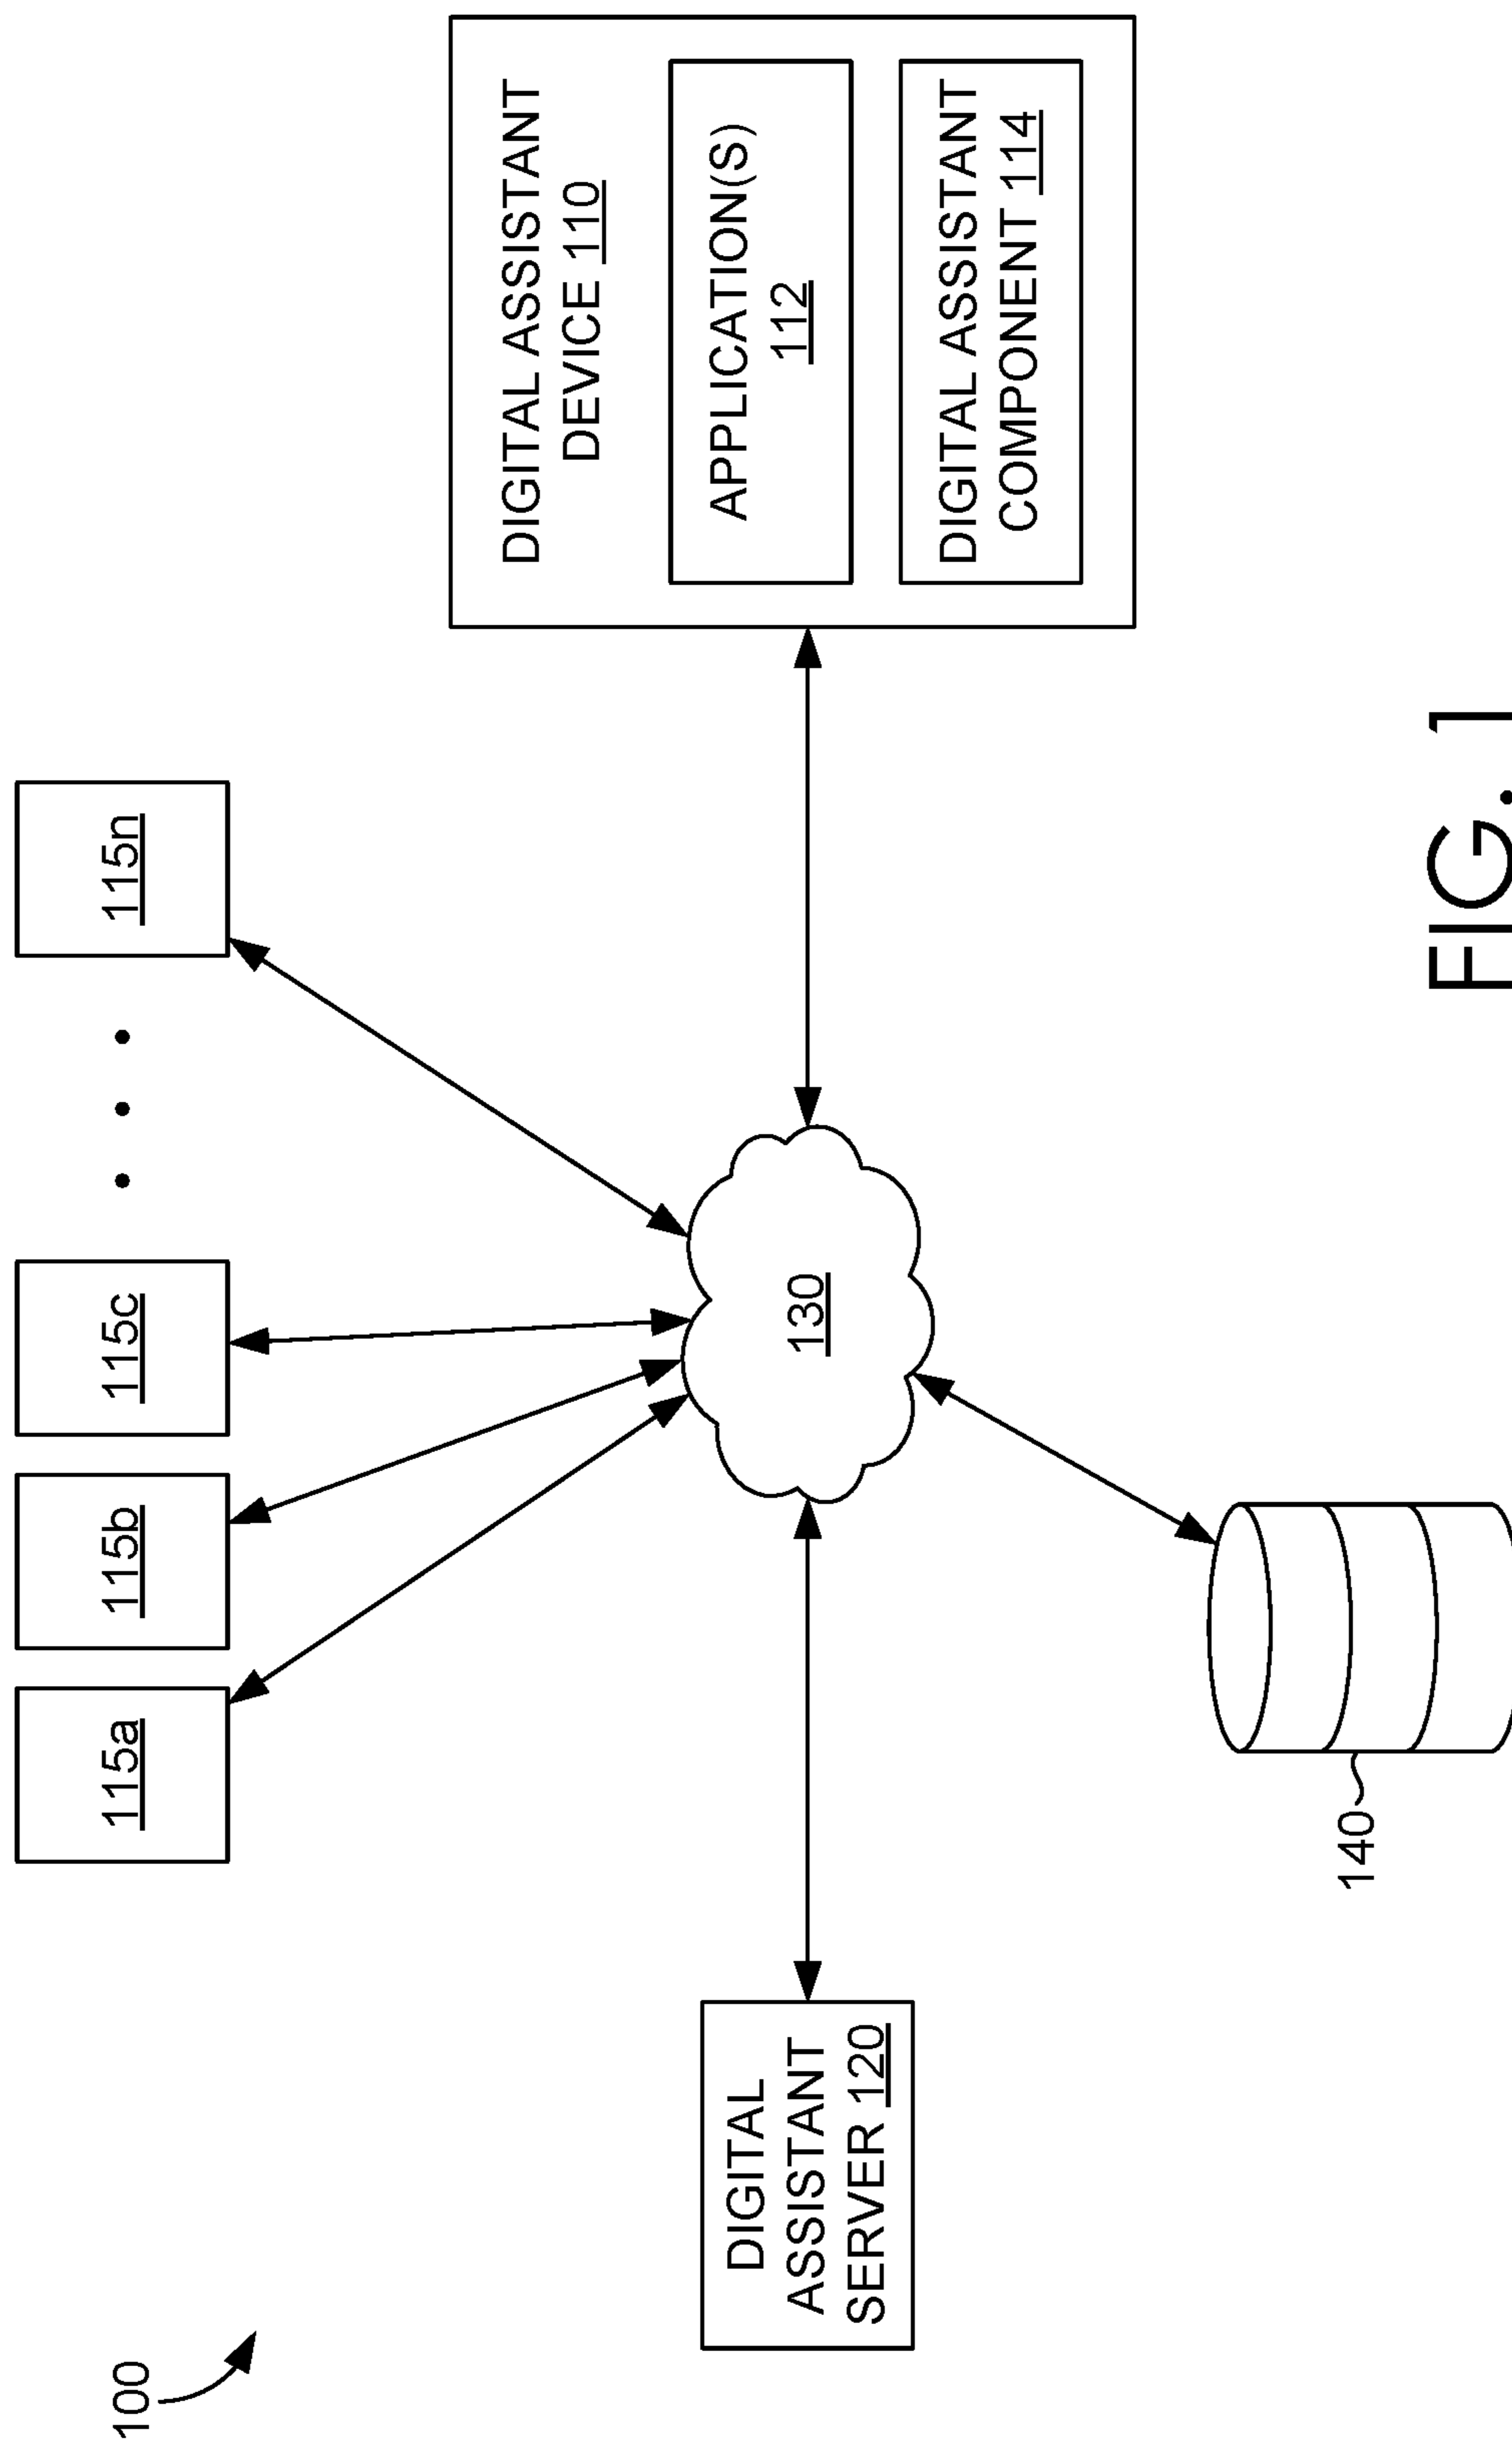 100
115a
115b
115c
115n
DIGITAL
ASSISTANT
SERVER 120
130
DIGITAL ASSISTANT
DEVICE 110
APPLICATION(S)
112
DIGITAL ASSISTANT
COMPONENT 114
140
FIG. 1